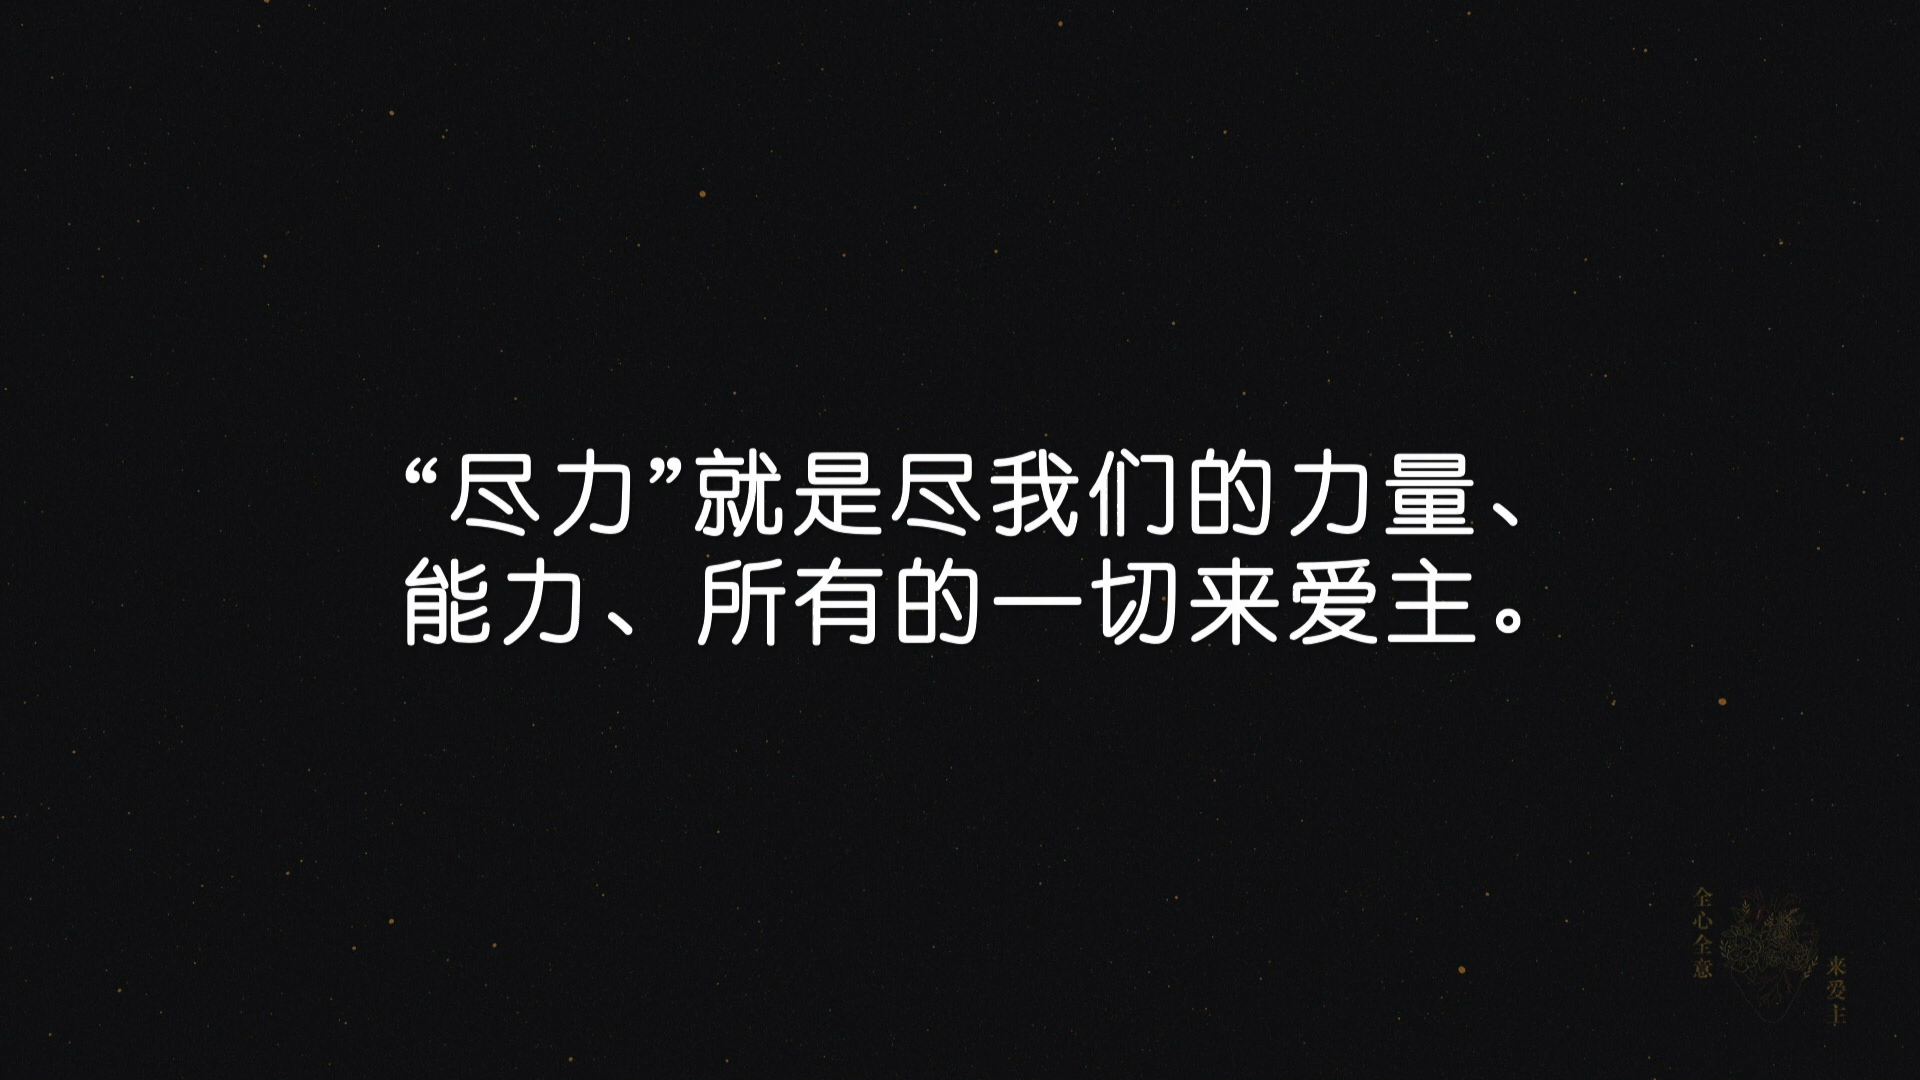 “尽力”就是尽我们的力量、
能力、所有的一切来爱主。
全心全意
来爱主